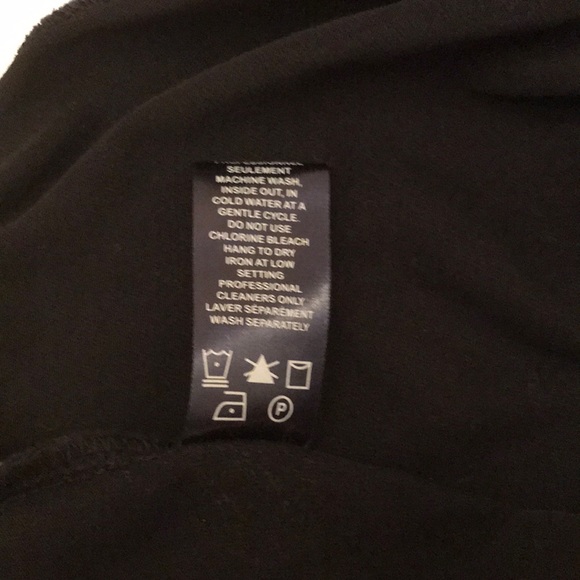 SEULEMENT
MACHINE WASH,
INSIDE OUT, IN
COLD WATER AT A
GENTLE CYCLE.
DO NOT USE
CHLORINE BLEACH
HANG TO DRY
IRON AT LOW
SETTING
PROFESSIONAL
CLEANERS ONLY
LAVER SÉPARÉMENT
WASH SEPARATELY
P